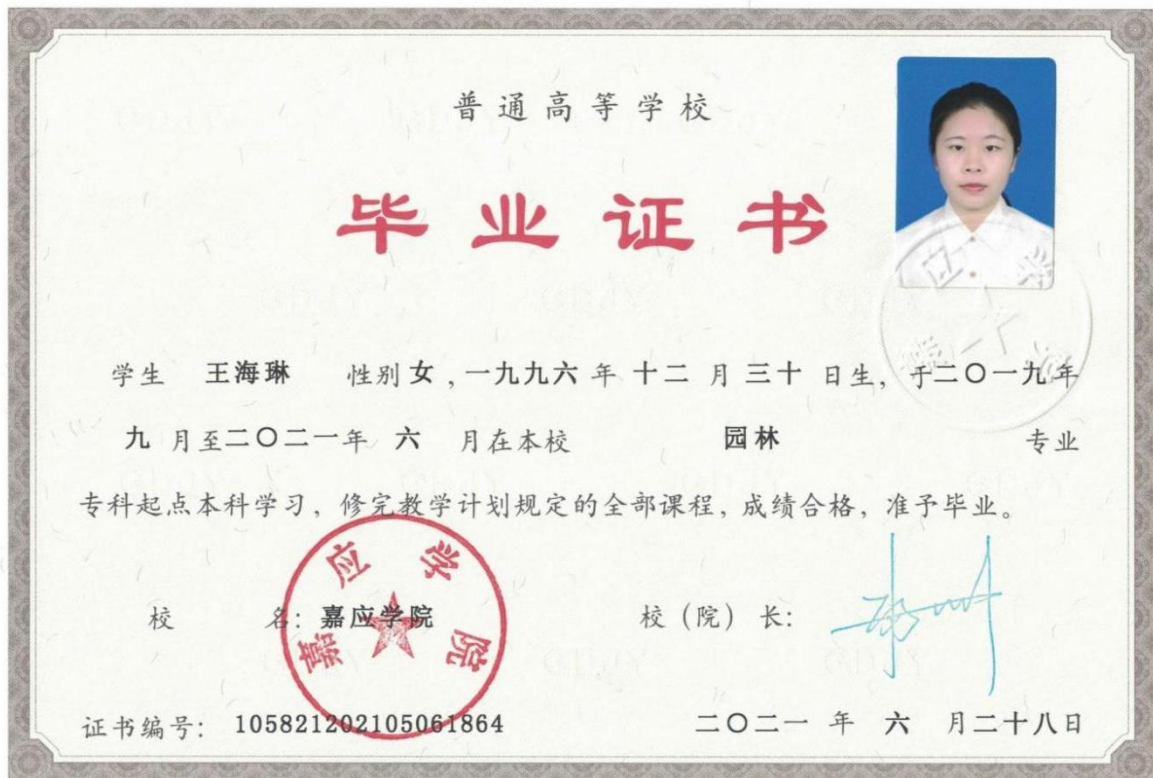 普通高等学校
毕业证书
学生 王海琳 性别 女 ，一九九六 年 十二 月 三十 日生，于二〇一九年
九 月至二〇二一年 六 月在本校 园林 专业
专科起点本科学习，修完教学计划规定的全部课程，成绩合格，准予毕业。
嘉应学院
校 名：嘉应学院 校（院）长：
证书编号：105821202105061864 二〇二一 年 六 月二十八日